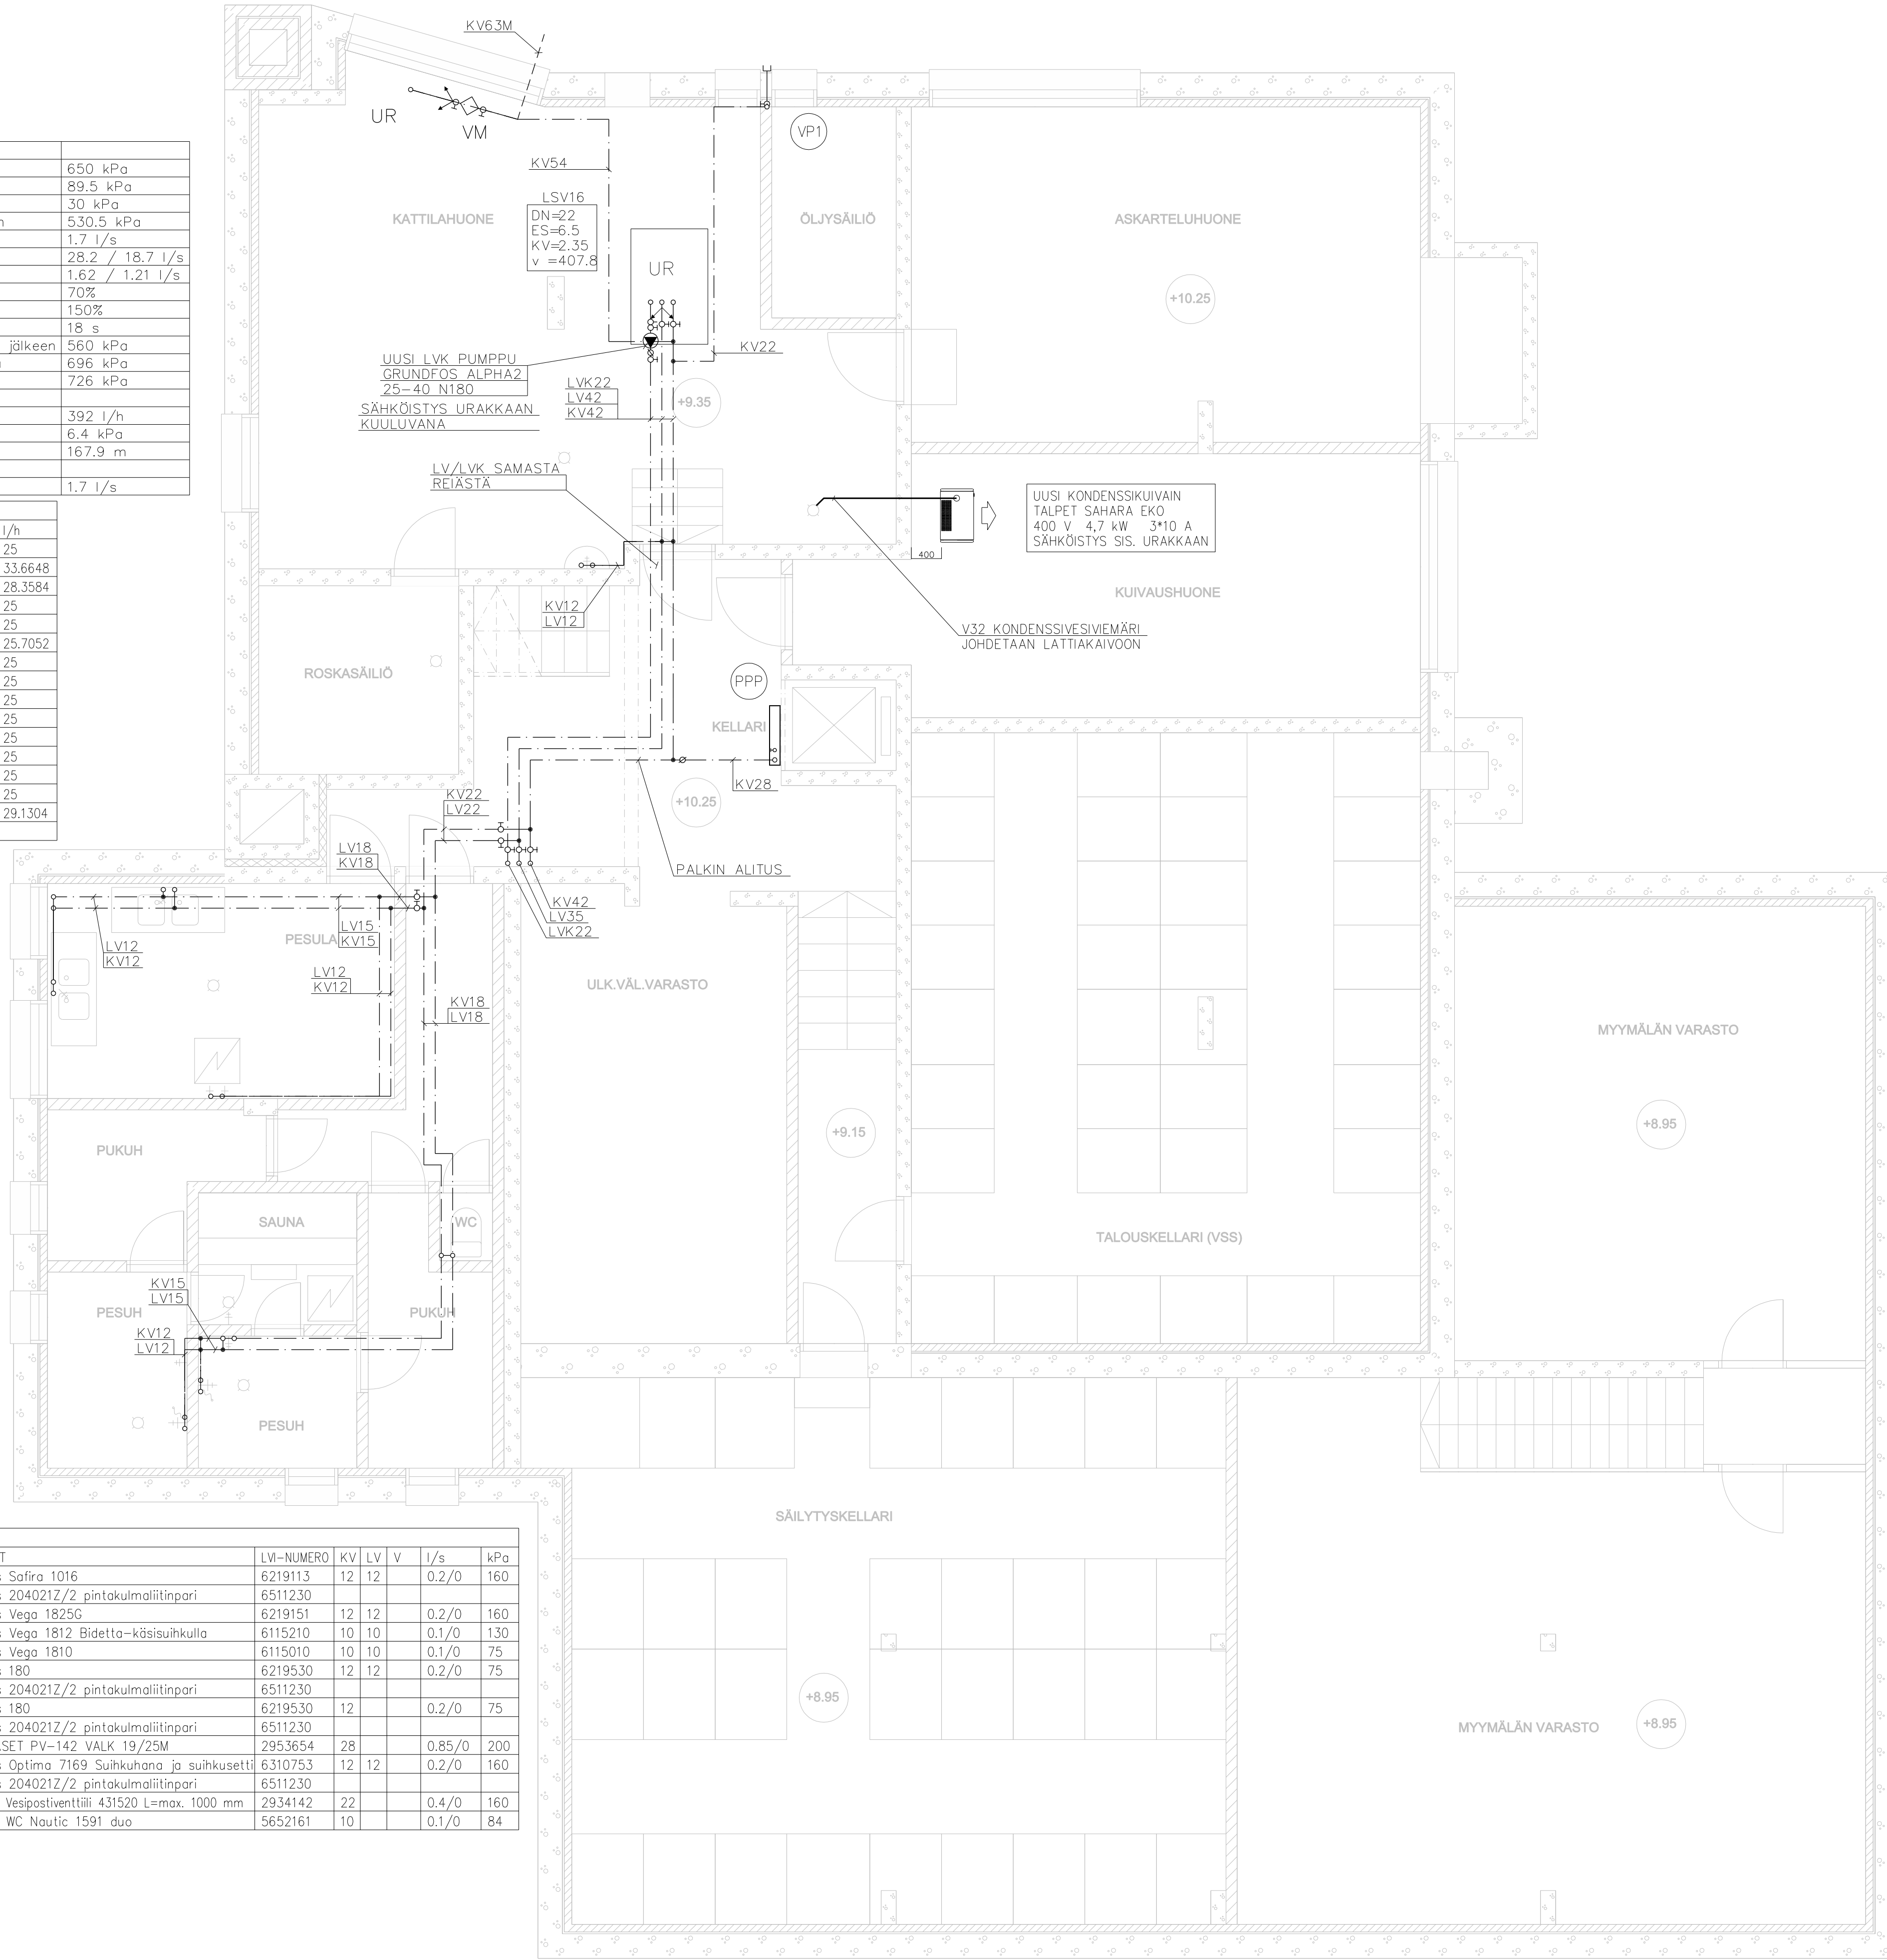 KV63M
UR
VM
VP1
KV54
LSV16
DN=22
ES=6.5
KV=2.35
v =407.8
KATTILAHUONE
ÖLJYSÄILIÖ
ASKARTELUHUONE
UR
+10.25
KV22
UUSI LVK PUMPPU
GRUNDFOS ALPHA2
25-40 N180
SÄHKÖISTYS URAKKAAN
KUULUVANA
LVK22
LV42
KV42
+9.35
LV/LVK SAMASTA
REIÄSTÄ
UUSI KONDENSSIKUIVAIN
TALPET SAHARA EKO
400 V 4,7 kW 3*10 A
SÄHKÖISTYS SIS. URAKKAAN
400
KV12
LV12
KUIVAUSHUONE
V32 KONDENSSIVESIVIEMÄRI
JOHDETAAN LATTIAKAIVOON
ROSKASÄILIÖ
PPP
KELLARI
KV28
+10.25
KV22
LV22
LV18
KV18
PALKIN ALITUS
KV42
LV35
LVK22
PESULA
LV15
KV15
LV12
KV12
LV12
KV12
KV18
LV18
ULK.VÄL.VARASTO
MYYMÄLÄN VARASTO
+8.95
+9.15
PUKUH
SAUNA
WC
TALOUSKELLARI (VSS)
KV15
LV15
PESUH
PUKUH
KV12
LV12
PESUH
SÄILYTYSKELLARI
+8.95
MYYMÄLÄN VARASTO
+8.95
650 kPa
89.5 kPa
30 kPa
530.5 kPa
1.7 l/s
28.2 / 18.7 l/s
1.62 / 1.21 l/s
70%
150%
18 s
jälkeen 560 kPa
696 kPa
726 kPa
392 l/h
6.4 kPa
167.9 m
1.7 l/s
l/h
25
33.6648
28.3584
25
25
25.7052
25
25
25
25
25
25
25
25
29.1304
T LVI-NUMERO KV LV V l/s kPa
s Safira 1016 6219113 12 12 0.2/0 160
s 204021Z/2 pintakulmaliitinpari 6511230
s Vega 1825G 6219151 12 12 0.2/0 160
s Vega 1812 Bidetta-käsisuihkulla 6115210 10 10 0.1/0 130
s Vega 1810 6115010 10 10 0.1/0 75
s 180 6219530 12 12 0.2/0 75
s 204021Z/2 pintakulmaliitinpari 6511230
s 180 6219530 12 0.2/0 75
s 204021Z/2 pintakulmaliitinpari 6511230
SET PV-142 VALK 19/25M 2953654 28 0.85/0 200
s Optima 7169 Suihkuhana ja suihkusetti 6310753 12 12 0.2/0 160
s 204021Z/2 pintakulmaliitinpari 6511230
Vesipostiventtiili 431520 L=max. 1000 mm 2934142 22 0.4/0 160
WC Nautic 1591 duo 5652161 10 0.1/0 84